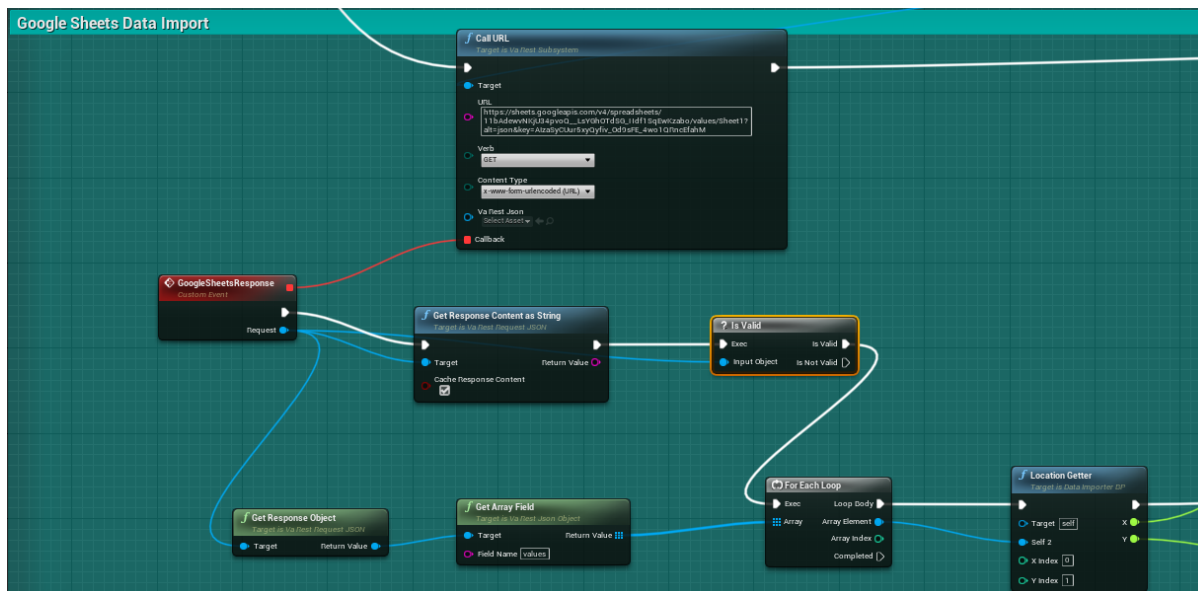 Google Sheets Data Import
Call URL
Target is Va Rest Subsystem
Target
URL
https://sheets.googleapis.com/v4/spreadsheets/
alt=json&key=
Verb
GET
Content Type
x-www-form-urlencoded (URL)
Va Rest Json
Select Asset
Callback
GoogleSheetsResponse
Custom Event
Request
Get Response Content as String
Target is Va Rest Request JSON
Target
Return Value
Cache Response Content
Is Valid
Exec
Is Valid
Input Object
Is Not Valid
Get Response Object
Target is Va Rest Request JSON
Target
Return Value
Get Array Field
Target is Va Rest Json Object
Target
Return Value
Field Name values
For Each Loop
Exec
Loop Body
Array
Array Element
Array Index
Completed
Location Getter
Target is Data Importer BP
Target self
X
Self 2
Y
X Index 0
Y Index 1